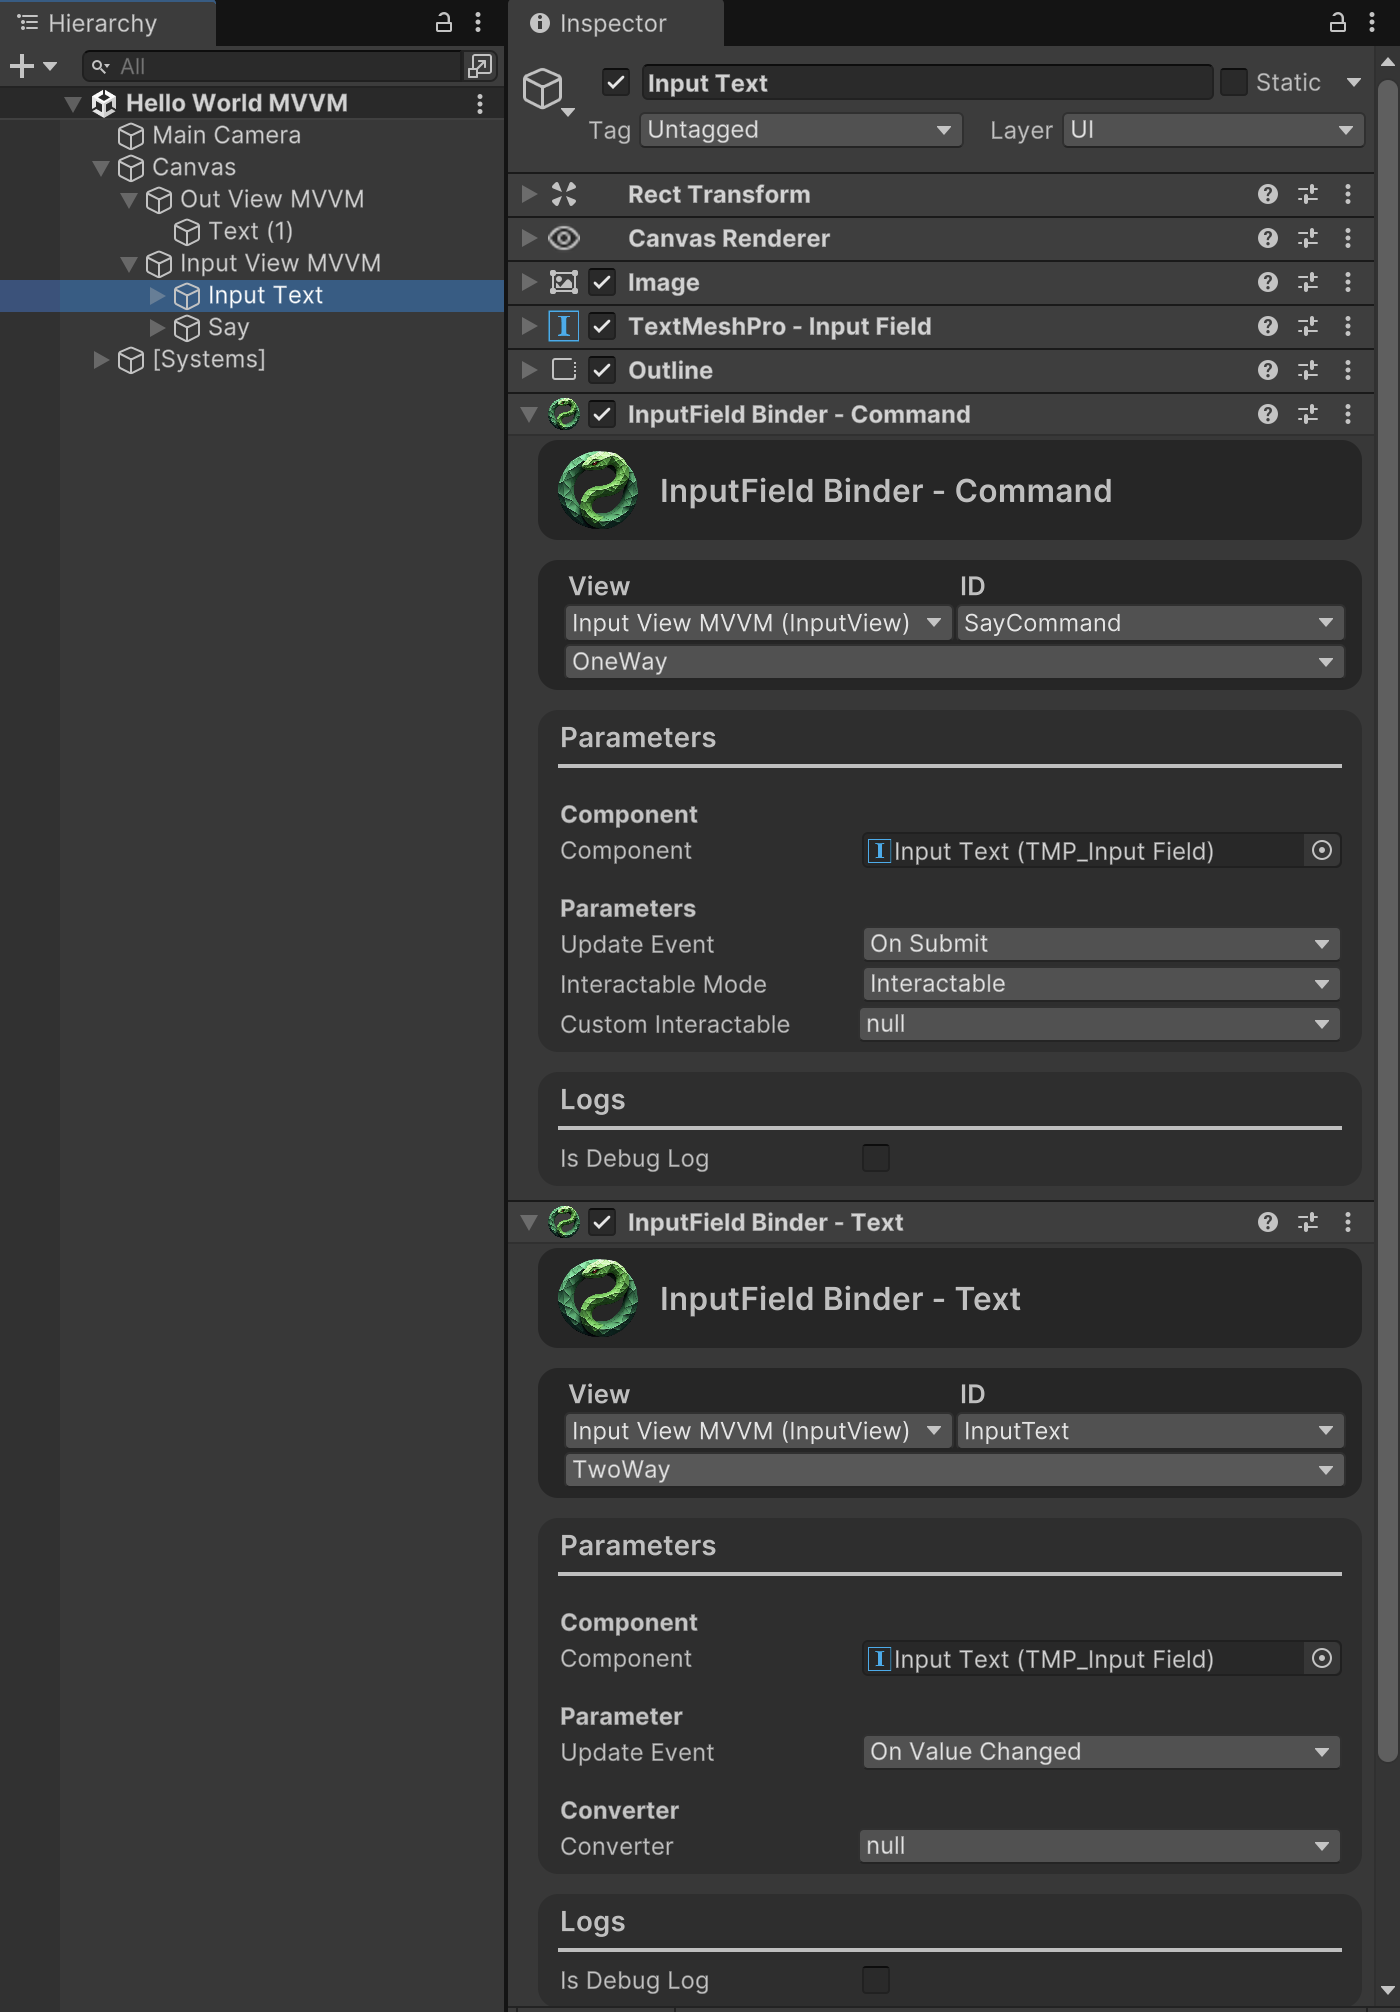 Hierarchy
All
Hello World MVVM
Main Camera
Canvas
Out View MVVM
Text (1)
Input View MVVM
Input Text
Say
[Systems]
Inspector
Input Text
Static
Tag Untagged Layer UI
Rect Transform
Canvas Renderer
Image
TextMeshPro - Input Field
Outline
InputField Binder - Command
InputField Binder - Command
View ID
Input View MVVM (InputView) SayCommand
OneWay
Parameters
Component
Component Input Text (TMP_Input Field)
Parameters
Update Event On Submit
Interactable Mode Interactable
Custom Interactable null
Logs
Is Debug Log
InputField Binder - Text
InputField Binder - Text
View ID
Input View MVVM (InputView) InputText
TwoWay
Parameters
Component
Component Input Text (TMP_Input Field)
Parameter
Update Event On Value Changed
Converter
Converter null
Logs
Is Debug Log